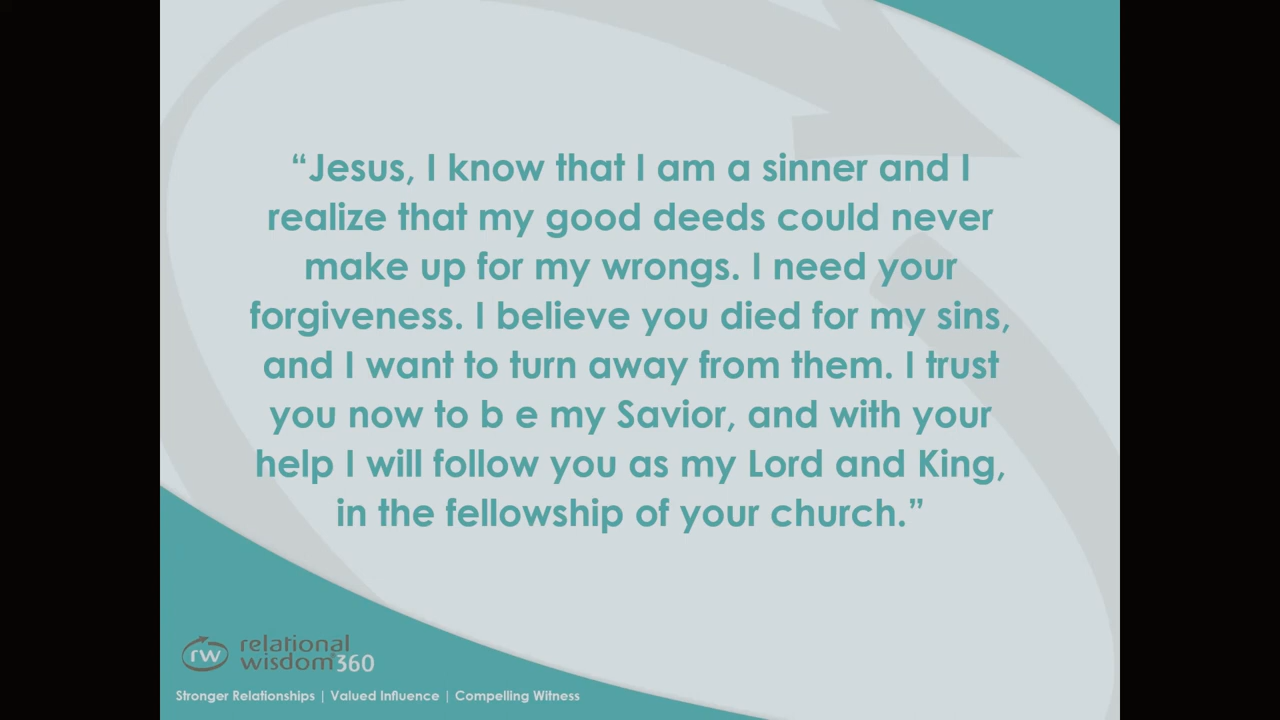 “Jesus, I know that I am a sinner and I
realize that my good deeds could never
make up for my wrongs. I need your
forgiveness. I believe you died for my sins,
and I want to turn away from them. I trust
you now to b e my Savior, and with your
help I will follow you as my Lord and King,
in the fellowship of your church.”
rw
relational
wisdom®360
Stronger Relationships | Valued Influence | Compelling Witness